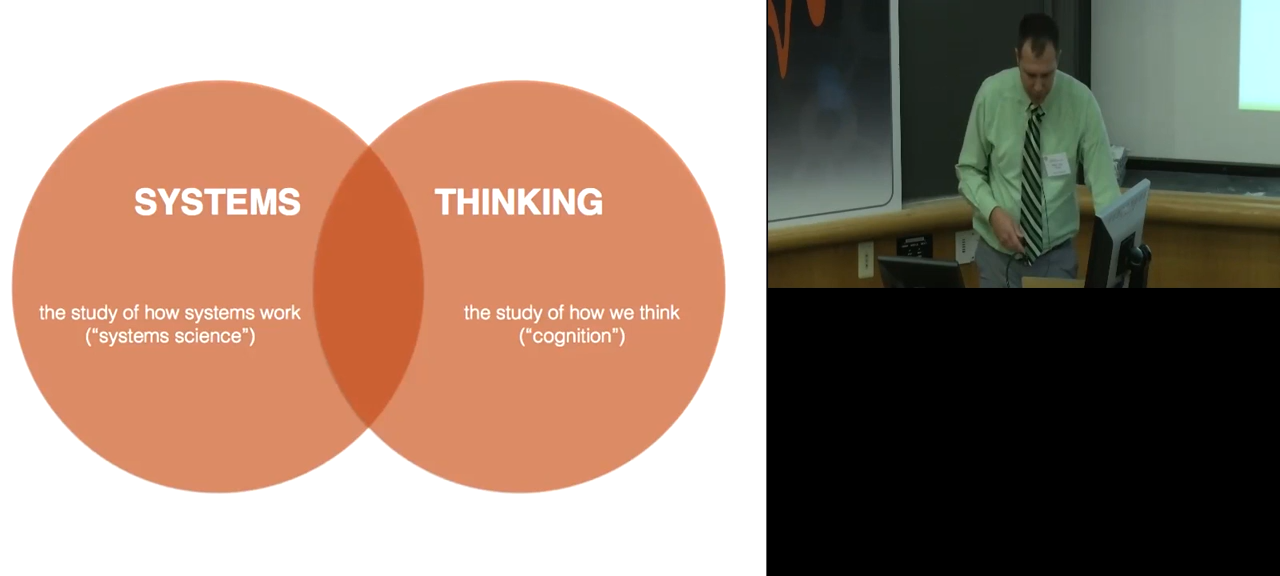 SYSTEMS
the study of how systems work
(“systems science”)
THINKING
the study of how we think
(“cognition”)